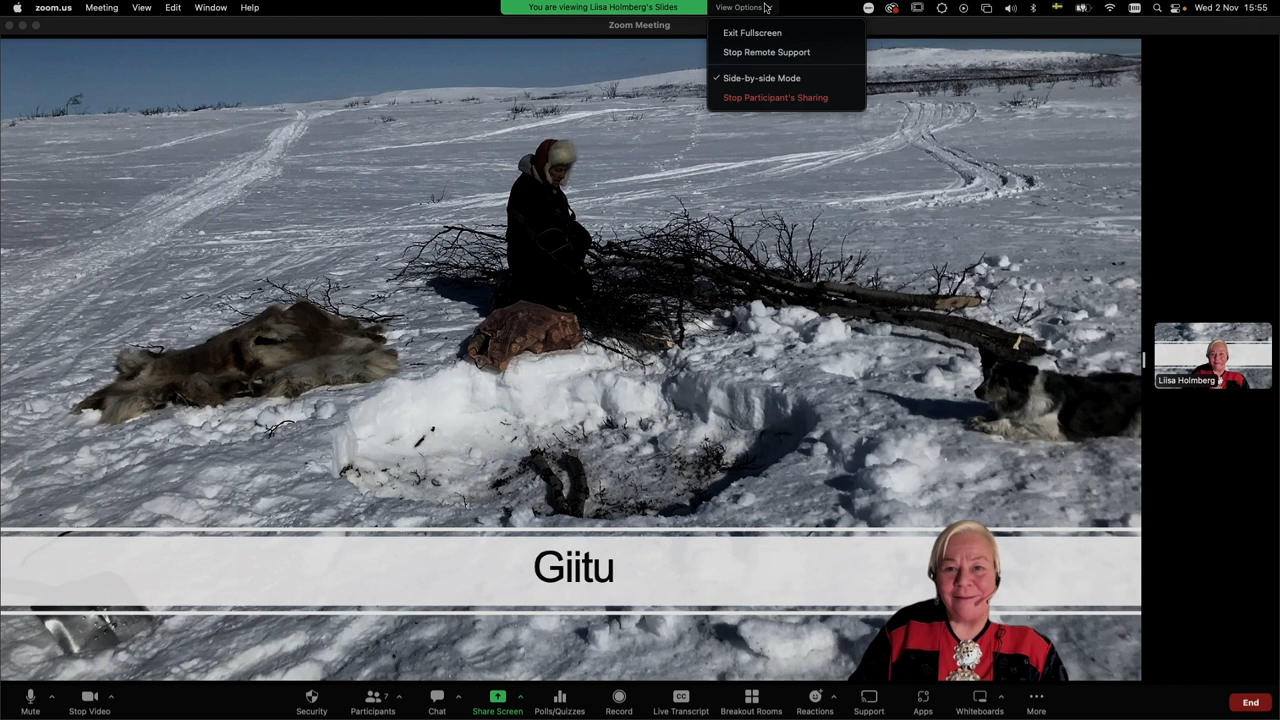 zoom.us Meeting View Edit Window Help
You are viewing Liisa Holmberg's Slides
View Options
Wed 2 Nov 15:55
Zoom Meeting
Exit Fullscreen
Stop Remote Support
Side-by-side Mode
Stop Participant's Sharing
Liisa Holmberg
Giitu
Mute
Stop Video
Security
7
Participants
Chat
Share Screen
Polls/Quizzes
Record
CC
Live Transcript
Breakout Rooms
Reactions
Support
Apps
Whiteboards
More
End